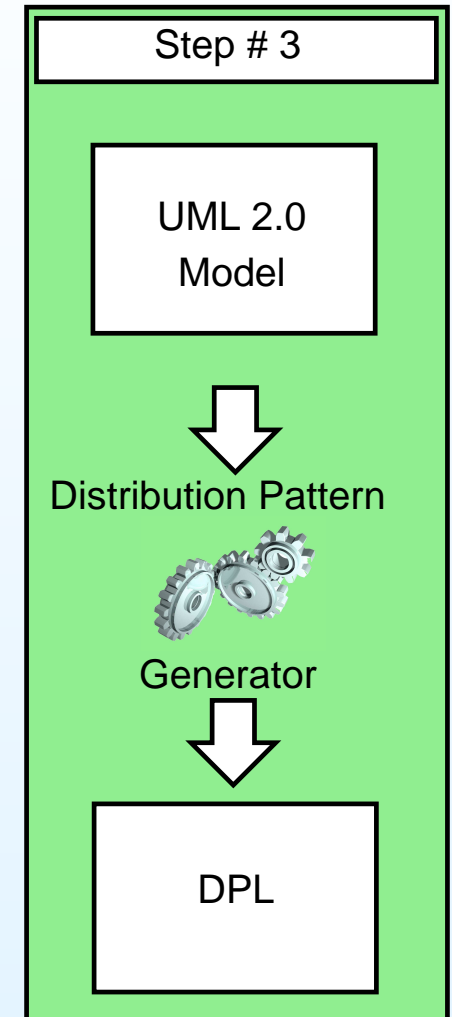 Step # 3
UML 2.0
Model
Distribution Pattern
Generator
DPL